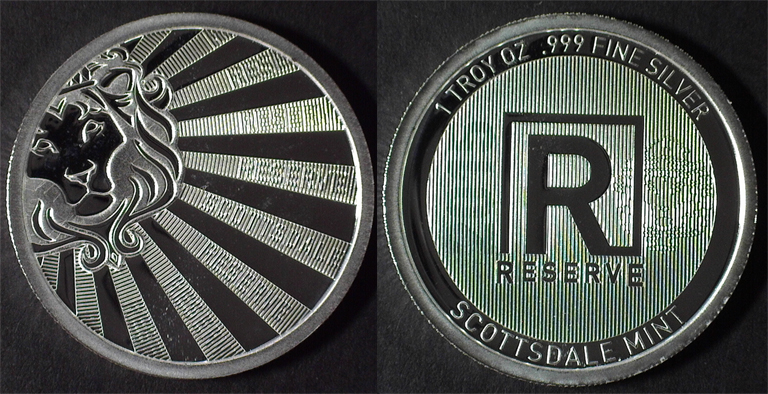 1 TROY OZ .999 FINE SILVER
R
RESERVE
SCOTTSDALE MINT